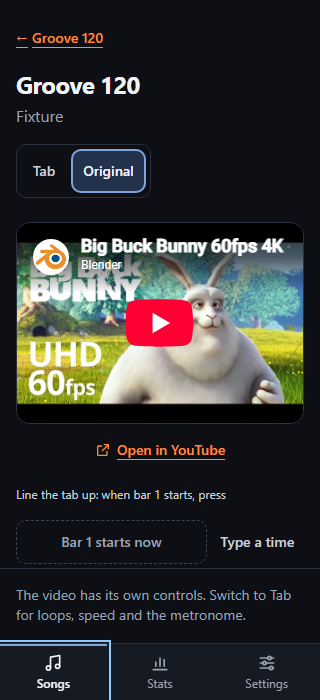 ← Groove 120
Groove 120
Fixture
Tab Original
Big Buck Bunny 60fps 4K
Blender
BIG BUCK
BUNNY
UHD
60fps
Open in YouTube
Line the tab up: when bar 1 starts, press
Bar 1 starts now Type a time
The video has its own controls. Switch to Tab
for loops, speed and the metronome.
Songs Stats Settings